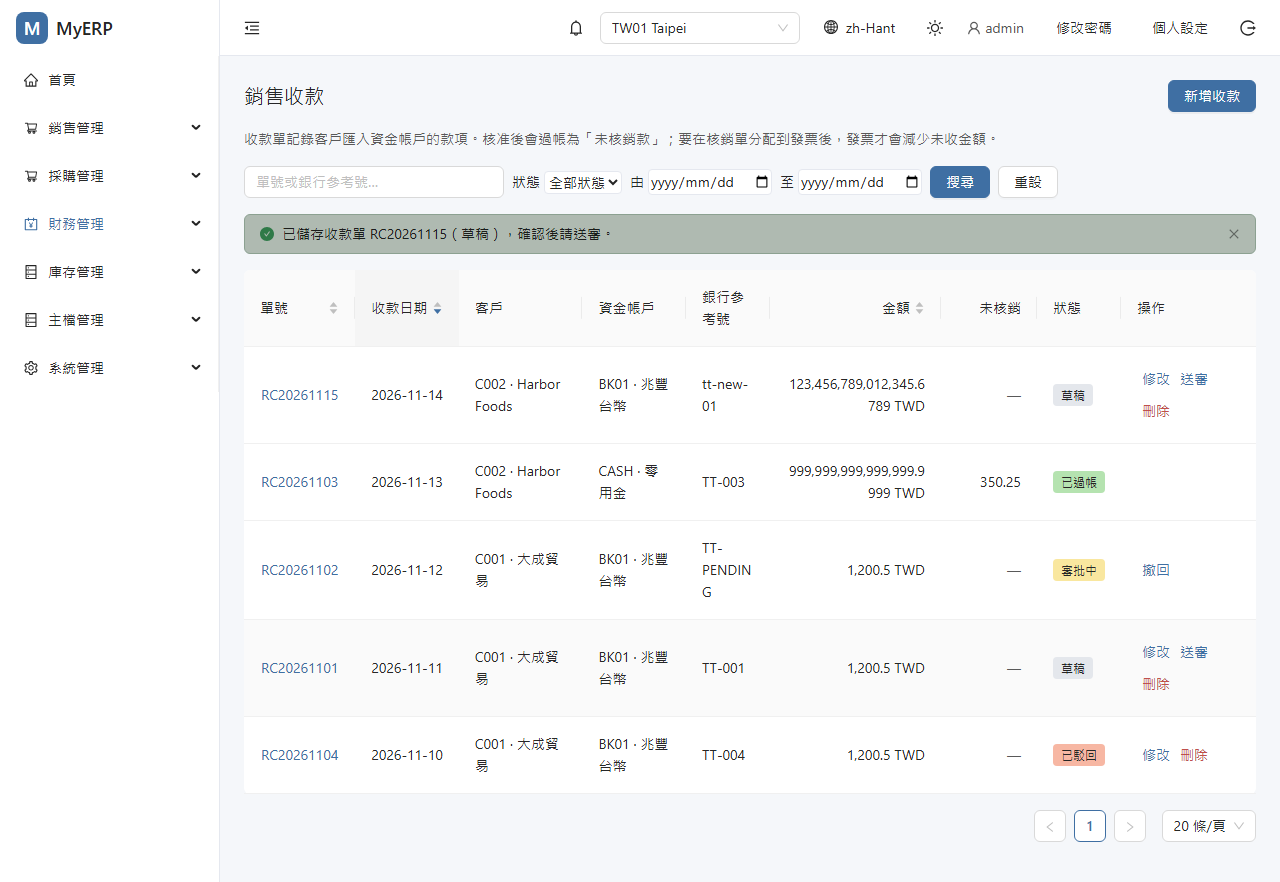 M MyERP
TW01 Taipei
zh-Hant
admin
修改密碼
個人設定
首頁
銷售管理
採購管理
財務管理
庫存管理
主檔管理
系統管理
銷售收款
新增收款
收款單記錄客戶匯入資金帳戶的款項。核准後會過帳為「未核銷款」；要在核銷單分配到發票後，發票才會減少未收金額。
單號或銀行參考號... 狀態 全部狀態 由 yyyy/mm/dd 至 yyyy/mm/dd 搜尋 重設
已儲存收款單 RC20261115（草稿），確認後請送審。
單號 收款日期 客戶 資金帳戶 銀行參
考號 金額 未核銷 狀態 操作
RC20261115 2026-11-14 C002 · Harbor
Foods BK01 · 兆豐
台幣 tt-new-
01 123,456,789,012,345.6
789 TWD — 草稿 修改 送審
刪除
RC20261103 2026-11-13 C002 · Harbor
Foods CASH · 零
用金 TT-003 999,999,999,999,999.9
999 TWD 350.25 已過帳
RC20261102 2026-11-12 C001 · 大成貿
易 BK01 · 兆豐
台幣 TT-
PENDIN
G 1,200.5 TWD — 審批中 撤回
RC20261101 2026-11-11 C001 · 大成貿
易 BK01 · 兆豐
台幣 TT-001 1,200.5 TWD — 草稿 修改 送審
刪除
RC20261104 2026-11-10 C001 · 大成貿
易 BK01 · 兆豐
台幣 TT-004 1,200.5 TWD — 已駁回 修改 刪除
1
20 條/頁